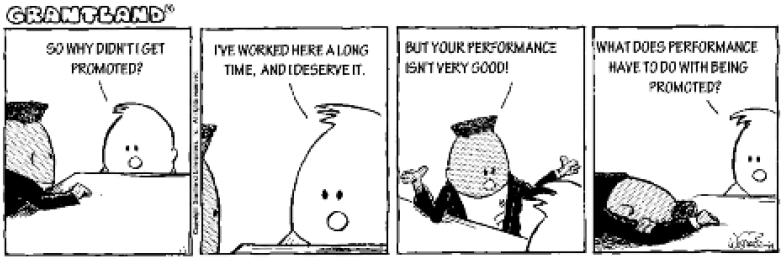 GRANTLAND®
SO WHY DIDN'T I GET
PROMOTED?
I'VE WORKED HERE A LONG
TIME, AND I DESERVE IT.
BUT YOUR PERFORMANCE
ISN'T VERY GOOD!
WHAT DOES PERFORMANCE
HAVE TO DO WITH BEING
PROMOTED?